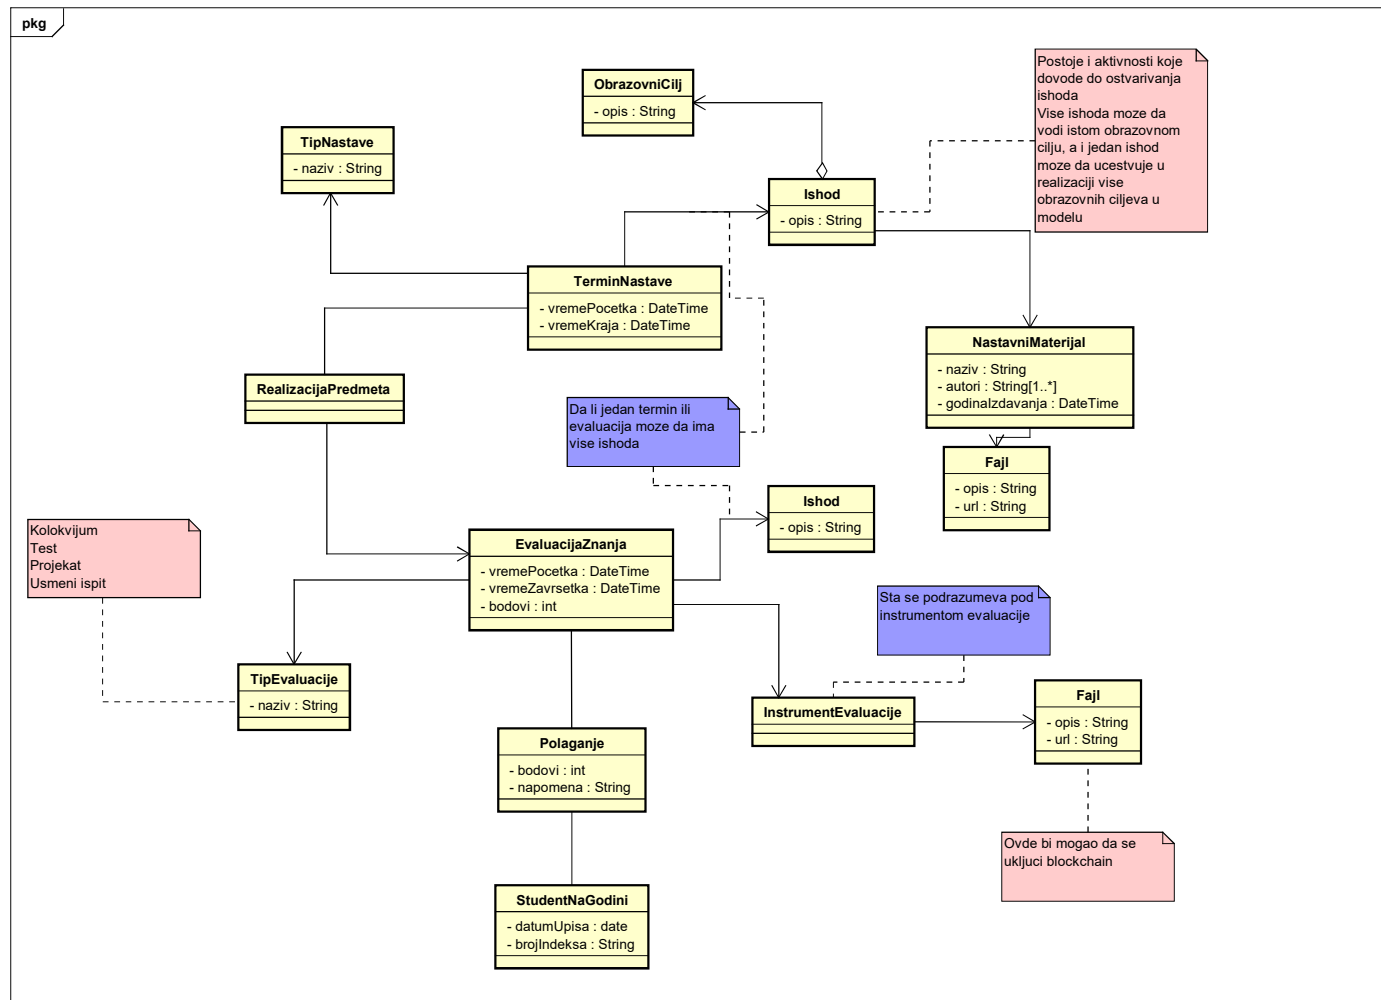 pkg
ObrazovniCilj
- opis : String
Postoje i aktivnosti koje
dovode do ostvarivanja
ishoda
Vise ishoda moze da
vodi istom obrazovnom
cilju, a i jedan ishod
moze da ucestvuje u
realizaciji vise
obrazovnih ciljeva u
modelu
TipNastave
- naziv : String
Ishod
- opis : String
TerminNastave
- vremePocetka : DateTime
- vremeKraja : DateTime
NastavniMaterijal
- naziv : String
- autori : String[1..*]
- godinaIzdavanja : DateTime
RealizacijaPredmeta
Da li jedan termin ili
evaluacija moze da ima
vise ishoda
Fajl
- opis : String
- url : String
Ishod
- opis : String
Kolokvijum
Test
Projekat
Usmeni ispit
EvaluacijaZnanja
- vremePocetka : DateTime
- vremeZavrsetka : DateTime
- bodovi : int
Sta se podrazumeva pod
instrumentom evaluacije
TipEvaluacije
- naziv : String
InstrumentEvaluacije
Fajl
- opis : String
- url : String
Polaganje
- bodovi : int
- napomena : String
Ovde bi mogao da se
ukljuci blockchain
StudentNaGodini
- datumUpisa : date
- brojIndeksa : String